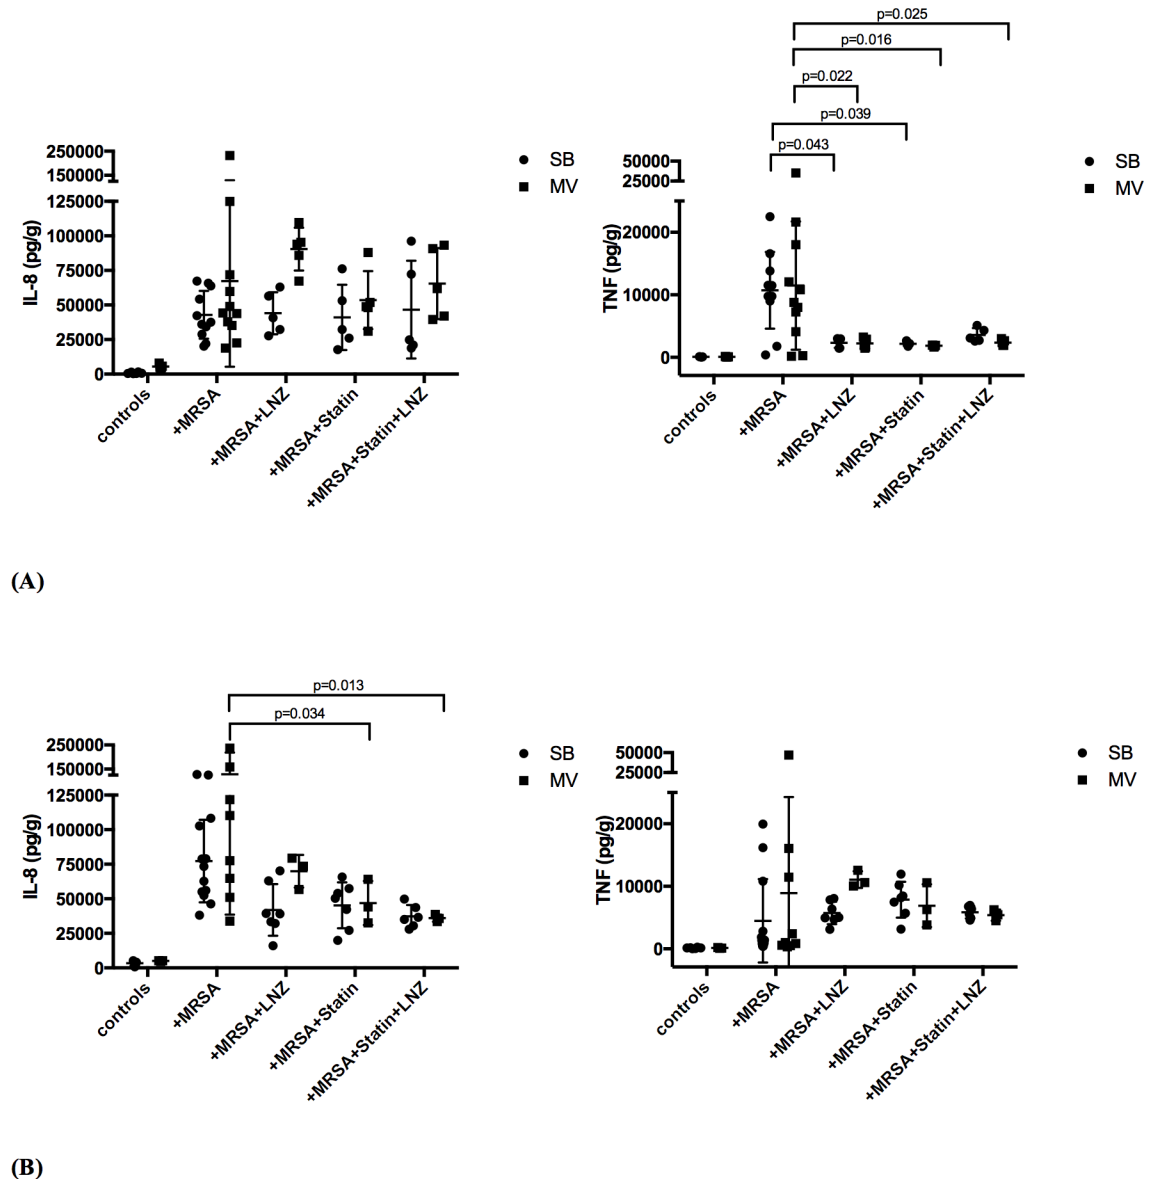 p=0.025
p=0.016
p=0.022
p=0.039
p=0.043
250000
150000
125000
100000
75000
50000
25000
0
IL-8 (pg/g)
SB
MV
controls
+MRSA
+MRSA+LNZ
+MRSA+Statin
+MRSA+Statin+LNZ
50000
25000
20000
10000
0
TNF (pg/g)
SB
MV
controls
+MRSA
+MRSA+LNZ
+MRSA+Statin
+MRSA+Statin+LNZ
(A)
p=0.013
p=0.034
250000
150000
125000
100000
75000
50000
25000
0
IL-8 (pg/g)
SB
MV
controls
+MRSA
+MRSA+LNZ
+MRSA+Statin
+MRSA+Statin+LNZ
50000
25000
20000
10000
0
TNF (pg/g)
SB
MV
controls
+MRSA
+MRSA+LNZ
+MRSA+Statin
+MRSA+Statin+LNZ
(B)